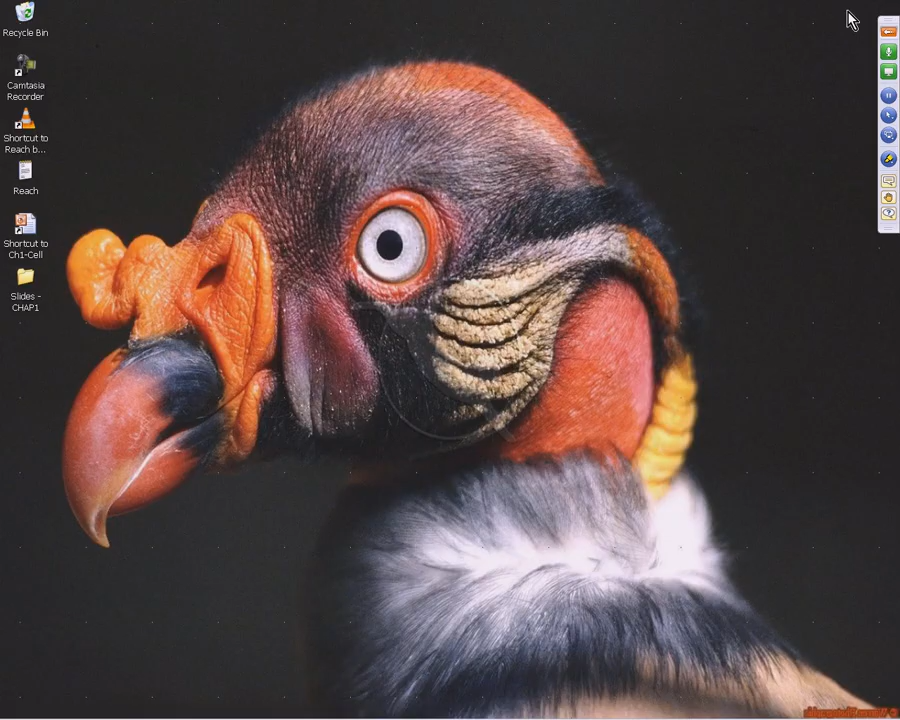 Recycle Bin
Camtasia
Recorder
Shortcut to
Reach b...
Reach
Shortcut to
Ch1-Cell
Slides -
CHAP1